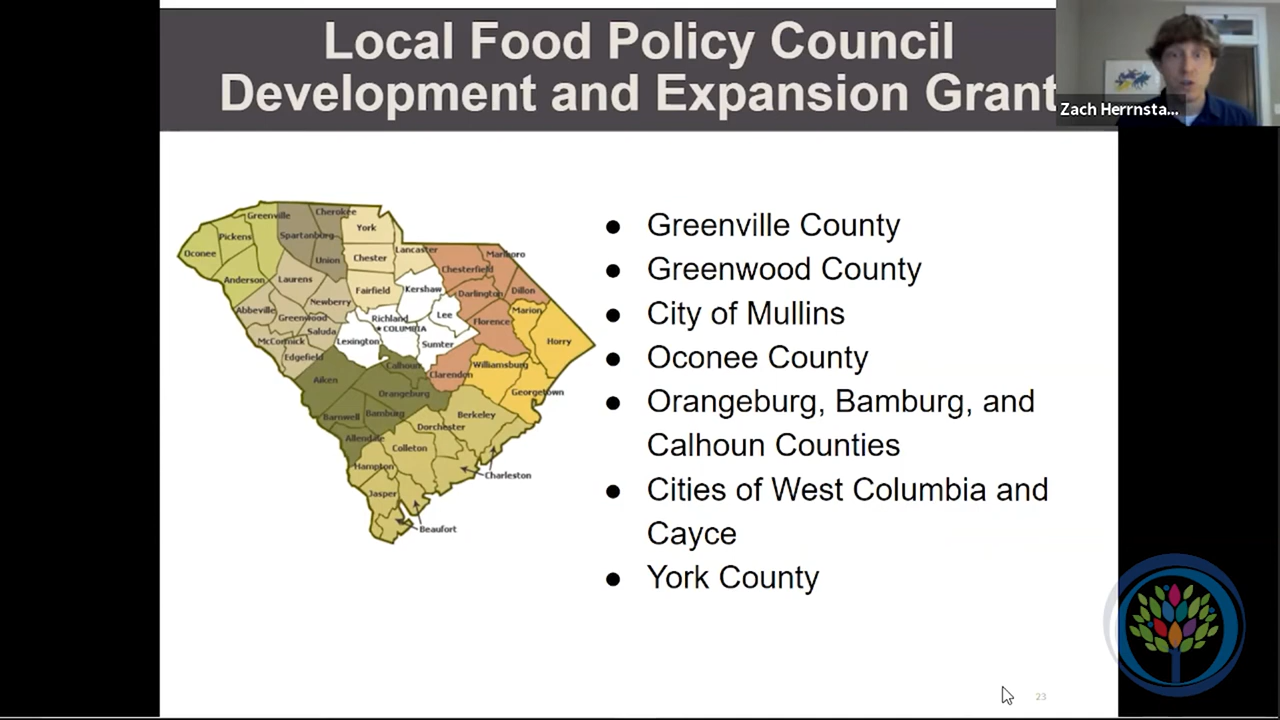 Local Food Policy Council
Development and Expansion Grant
Zach Herrnsta...
Greenville
Cherokee
Pickens
Spartanburg
York
Oconee
Union
Chester
Lancaster
Marlboro
Chesterfield
Anderson
Laurens
Fairfield
Kershaw
Darlington
Dillon
Abbeville
Newberry
Greenwood
Richland
COLUMBIA
Lee
Florence
Marion
Saluda
McCormick
Lexington
Sumter
Horry
Edgefield
Calhoun
Clarendon
Williamsburg
Aiken
Orangeburg
Georgetown
Barnwell
Bamburg
Berkeley
Dorchester
Allendale
Colleton
Hampton
Charleston
Jasper
Beaufort
● Greenville County
● Greenwood County
● City of Mullins
● Oconee County
● Orangeburg, Bamburg, and
Calhoun Counties
● Cities of West Columbia and
Cayce
● York County
23